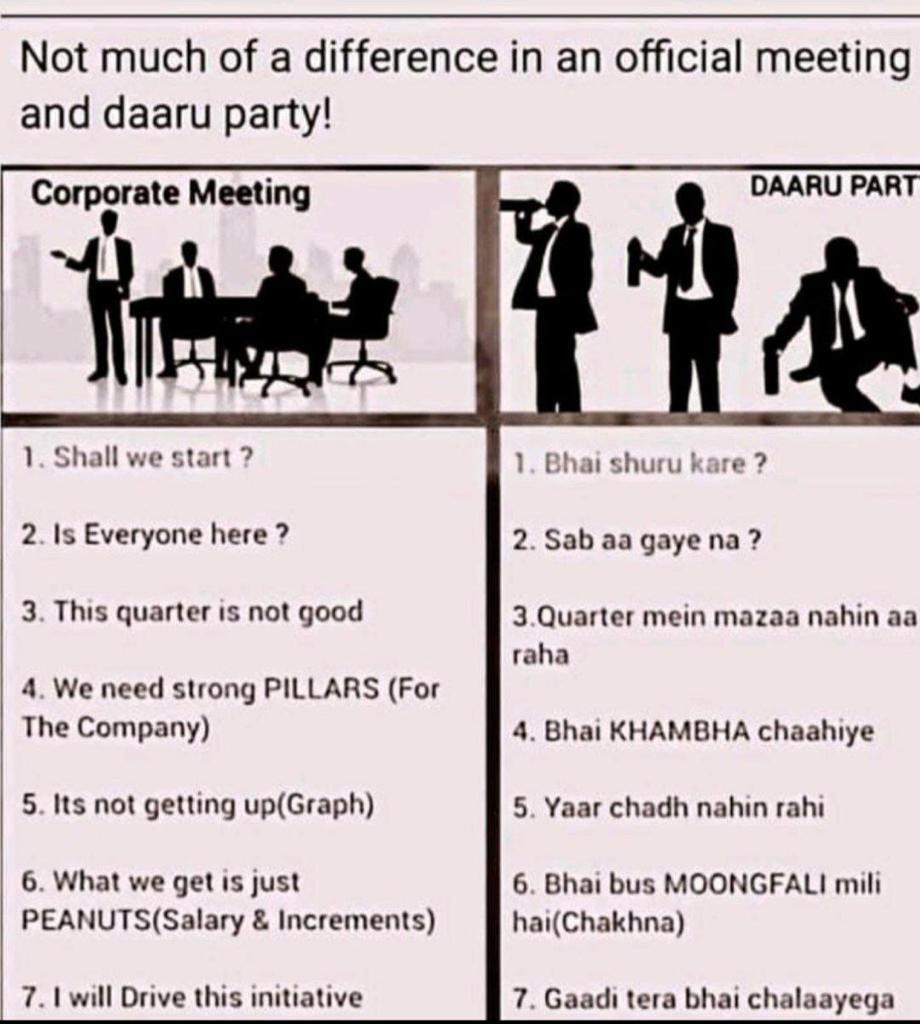 Not much of a difference in an official meeting
and daaru party!
Corporate Meeting
DAARU PART
1. Shall we start ?
2. Is Everyone here ?
3. This quarter is not good
4. We need strong PILLARS (For
The Company)
5. Its not getting up(Graph)
6. What we get is just
PEANUTS(Salary & Increments)
7. I will Drive this initiative
1. Bhai shuru kare ?
2. Sab aa gaye na ?
3.Quarter mein mazaa nahin aa
raha
4. Bhai KHAMBHA chaahiye
5. Yaar chadh nahin rahi
6. Bhai bus MOONGFALI mili
hai(Chakhna)
7. Gaadi tera bhai chalaayega